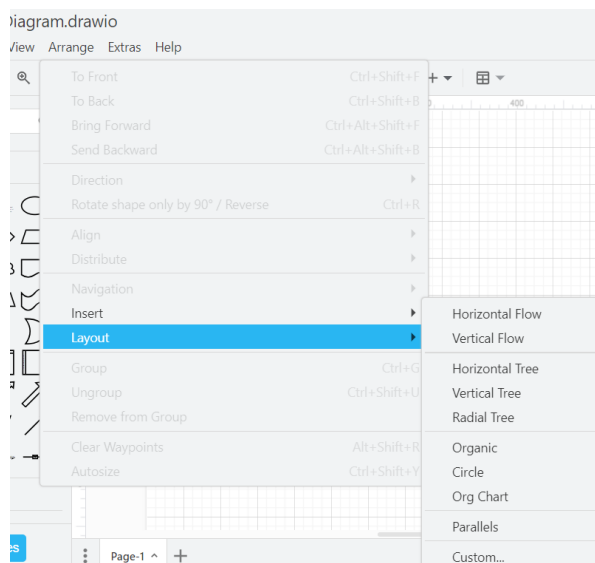 Diagram.drawio
View Arrange Extras Help
To Front Ctrl+Shift+F
To Back Ctrl+Shift+B
400
Bring Forward Ctrl+Alt+Shift+F
Send Backward Ctrl+Alt+Shift+B
Direction
Rotate shape only by 90° / Reverse Ctrl+R
Align
Distribute
Navigation
Insert
Horizontal Flow
Layout
Vertical Flow
Group Ctrl+G
Horizontal Tree
Ungroup Ctrl+Shift+U
Vertical Tree
Remove from Group
Radial Tree
Clear Waypoints Alt+Shift+R
Organic
Autosize Ctrl+Shift+Y
Circle
Org Chart
Parallels
Page-1
Custom...